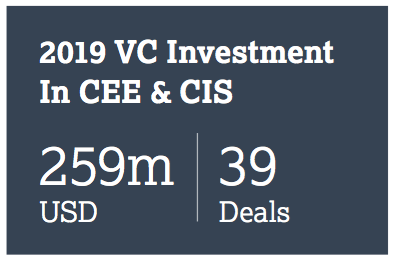 2019 VC Investment
In CEE & CIS
259m
USD
39
Deals